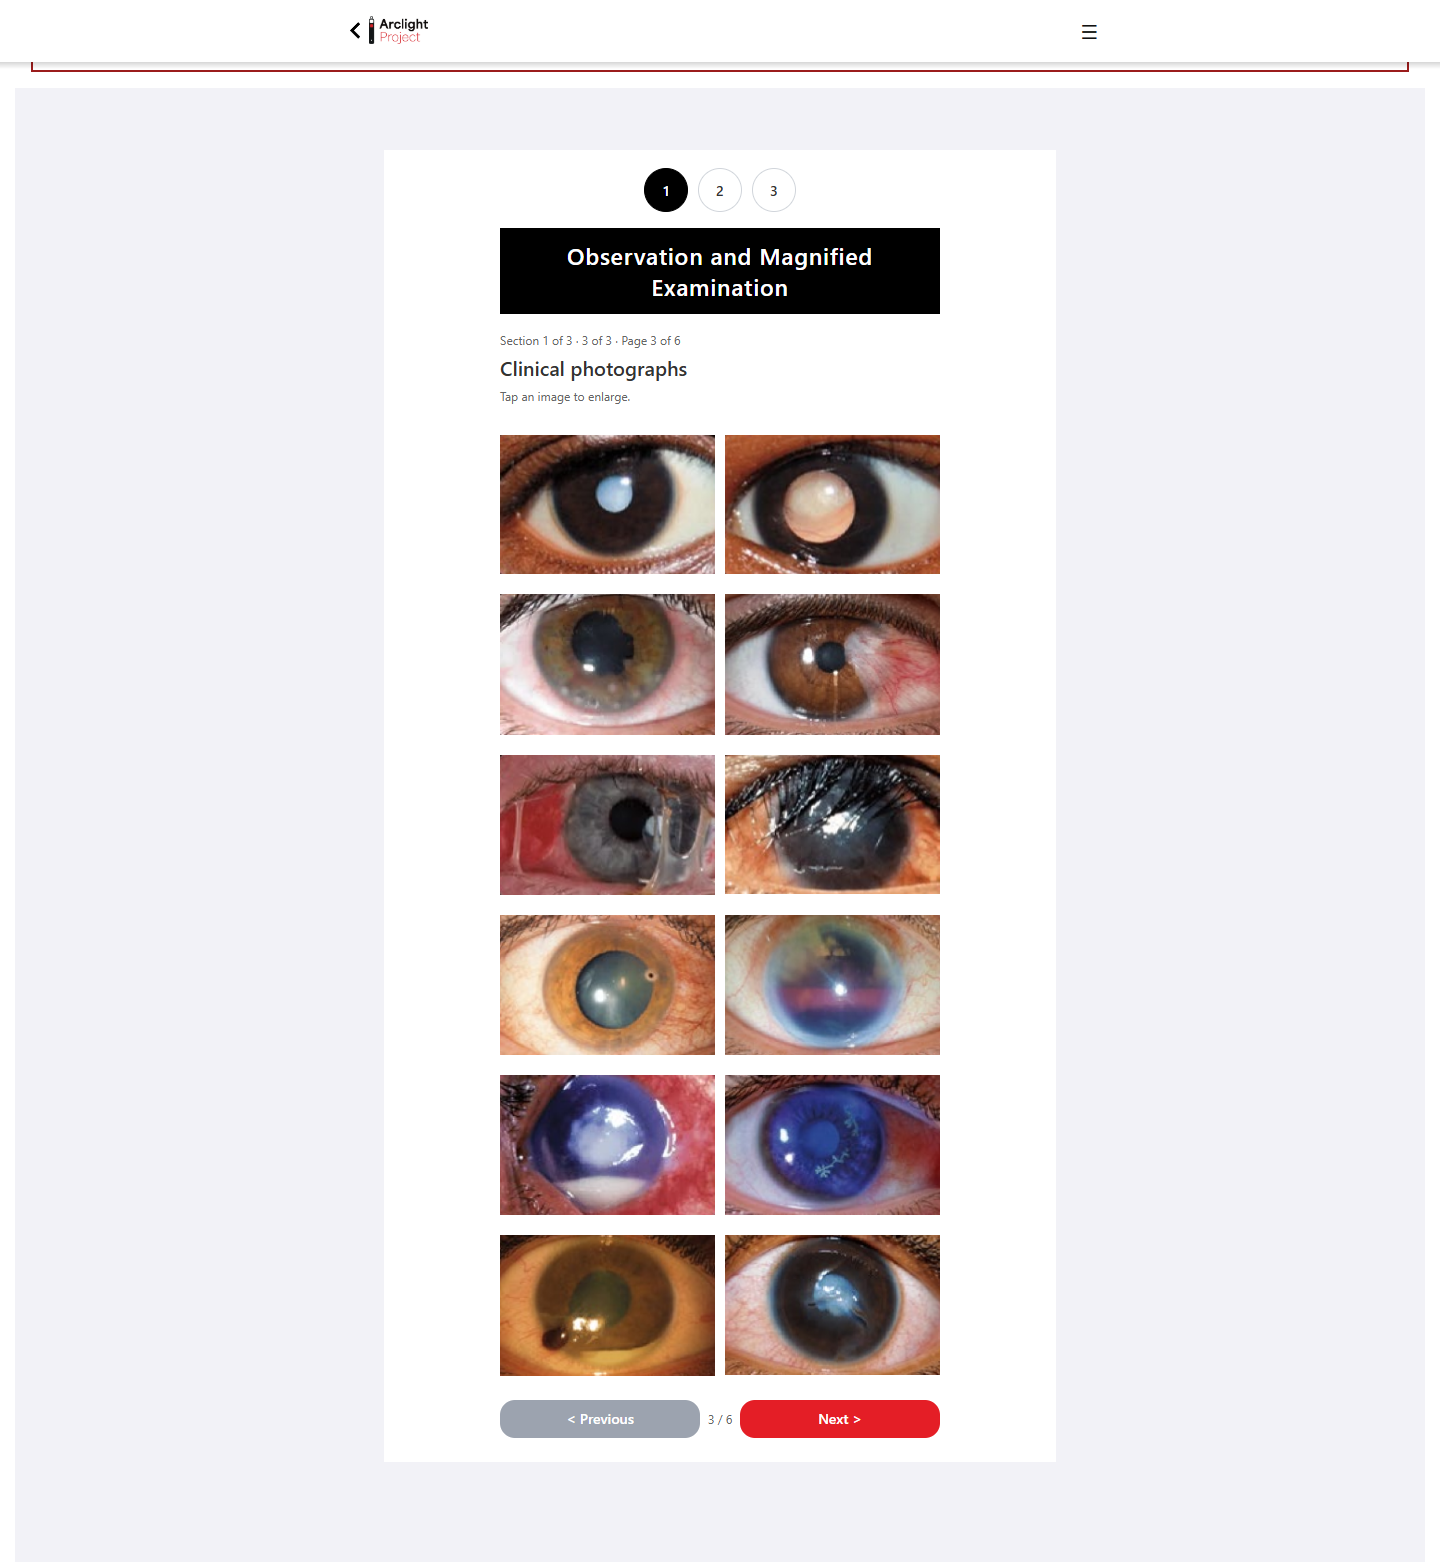 Arclight
Project
1
2
3
Observation and Magnified
Examination
Section 1 of 3 · 3 of 3 · Page 3 of 6
Clinical photographs
Tap an image to enlarge.
< Previous
3 / 6
Next >